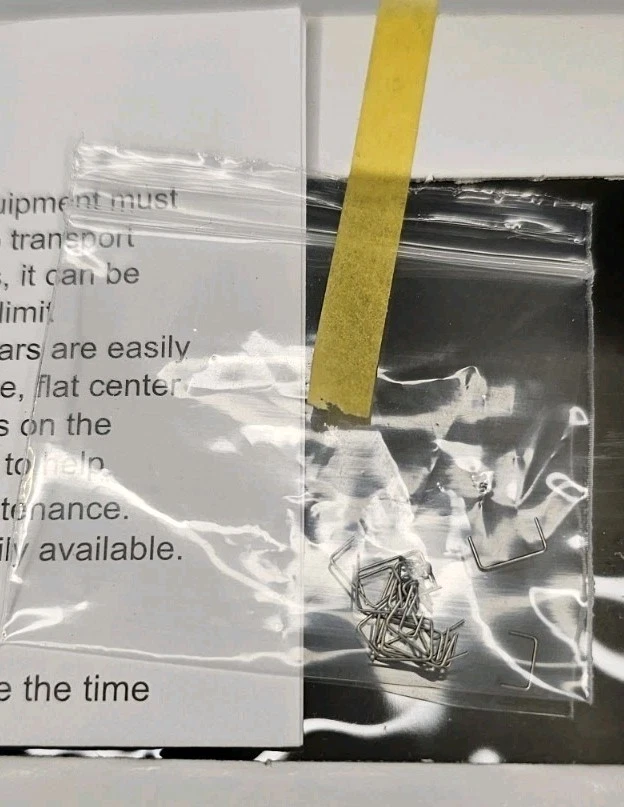 uipment must
transport
s, it can be
limit
ars are easily
e, flat center
s on the
to help
tenance.
ily available.
e the time